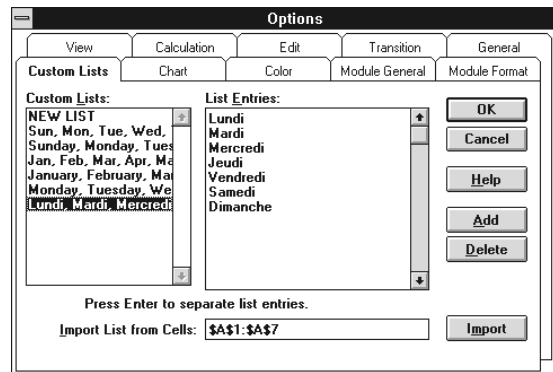 Options
View Calculation Edit Transition General
Custom Lists Chart Color Module General Module Format
Custom Lists:
NEW LIST
Sun, Mon, Tue, Wed,
Sunday, Monday, Tues
Jan, Feb, Mar, Apr, Ma
January, February, Mar
Monday, Tuesday, We
Lundi, Mardi, Mercredi
List Entries:
Lundi
Mardi
Mercredi
Jeudi
Vendredi
Samedi
Dimanche
OK
Cancel
Help
Add
Delete
Press Enter to separate list entries.
Import List from Cells: $A$1:$A$7 Import